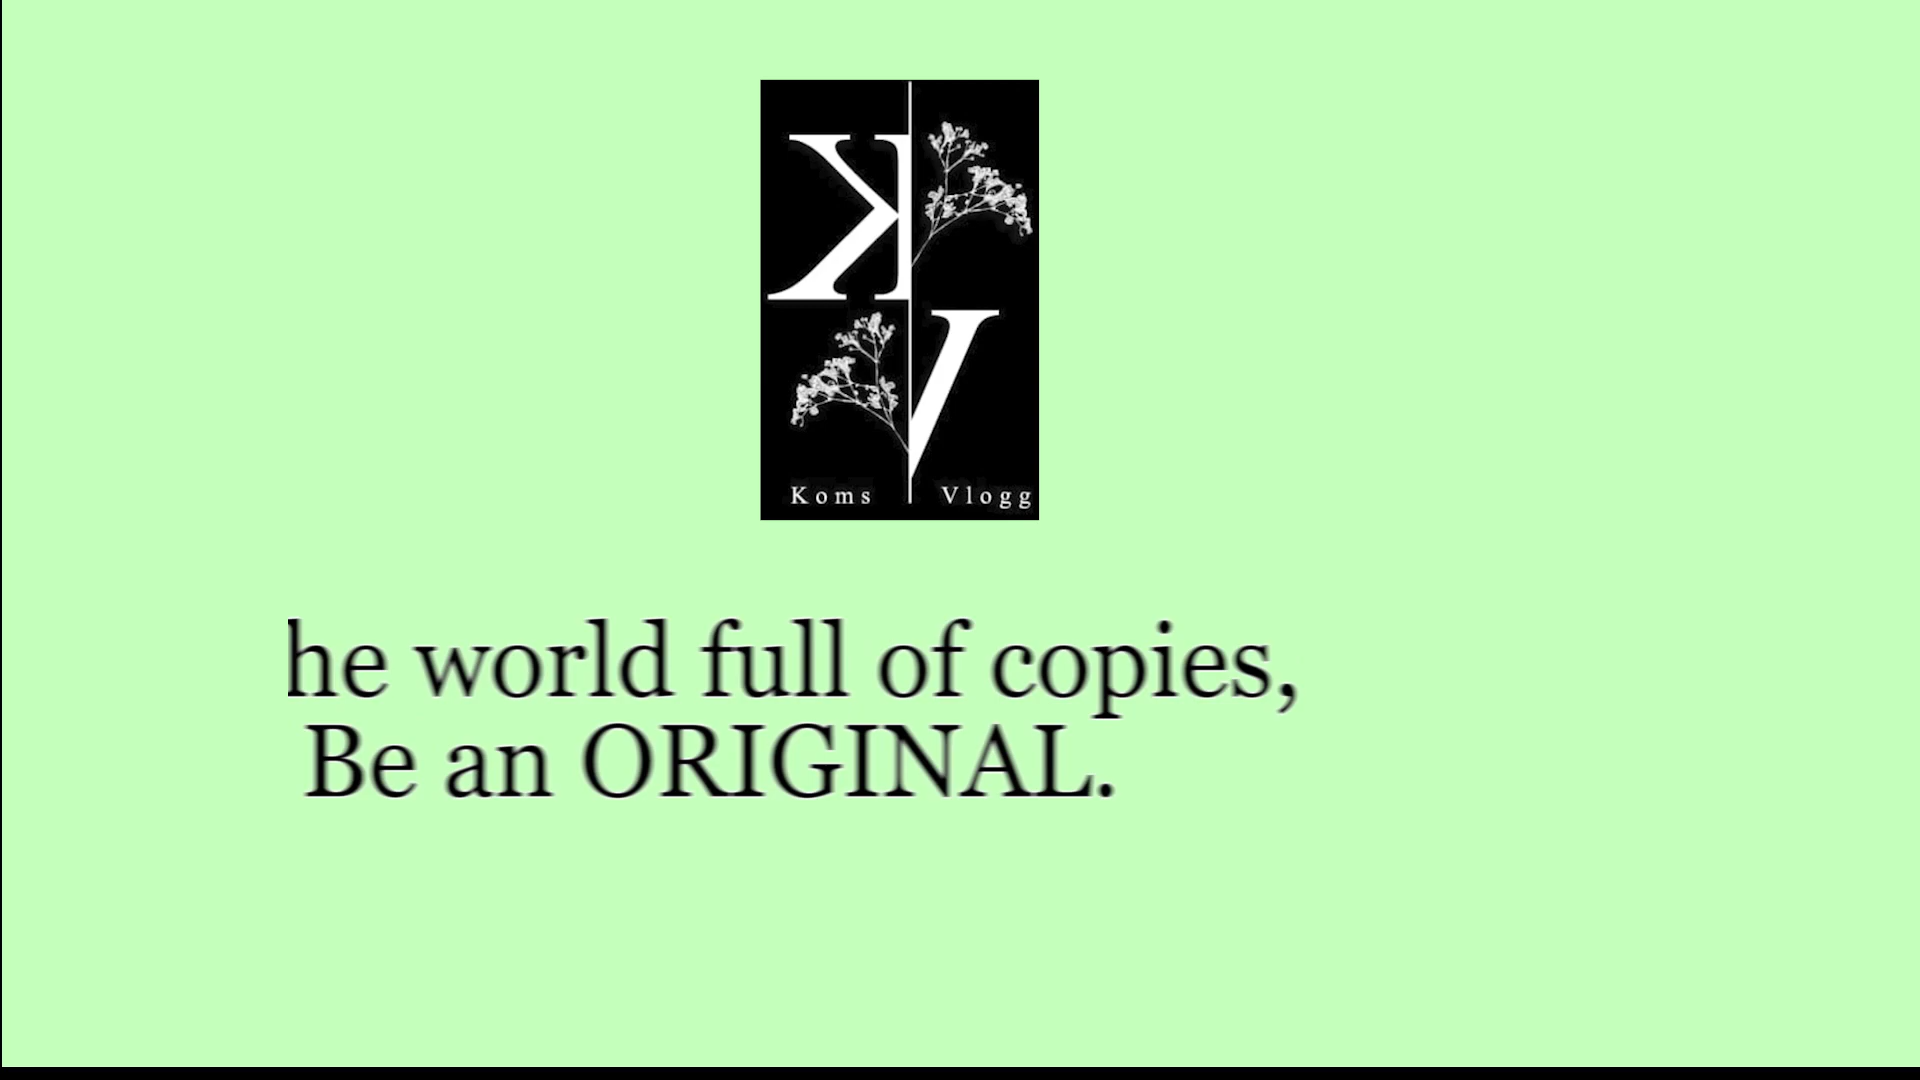 K
V
Koms Vlogg
he world full of copies,
Be an ORIGINAL.